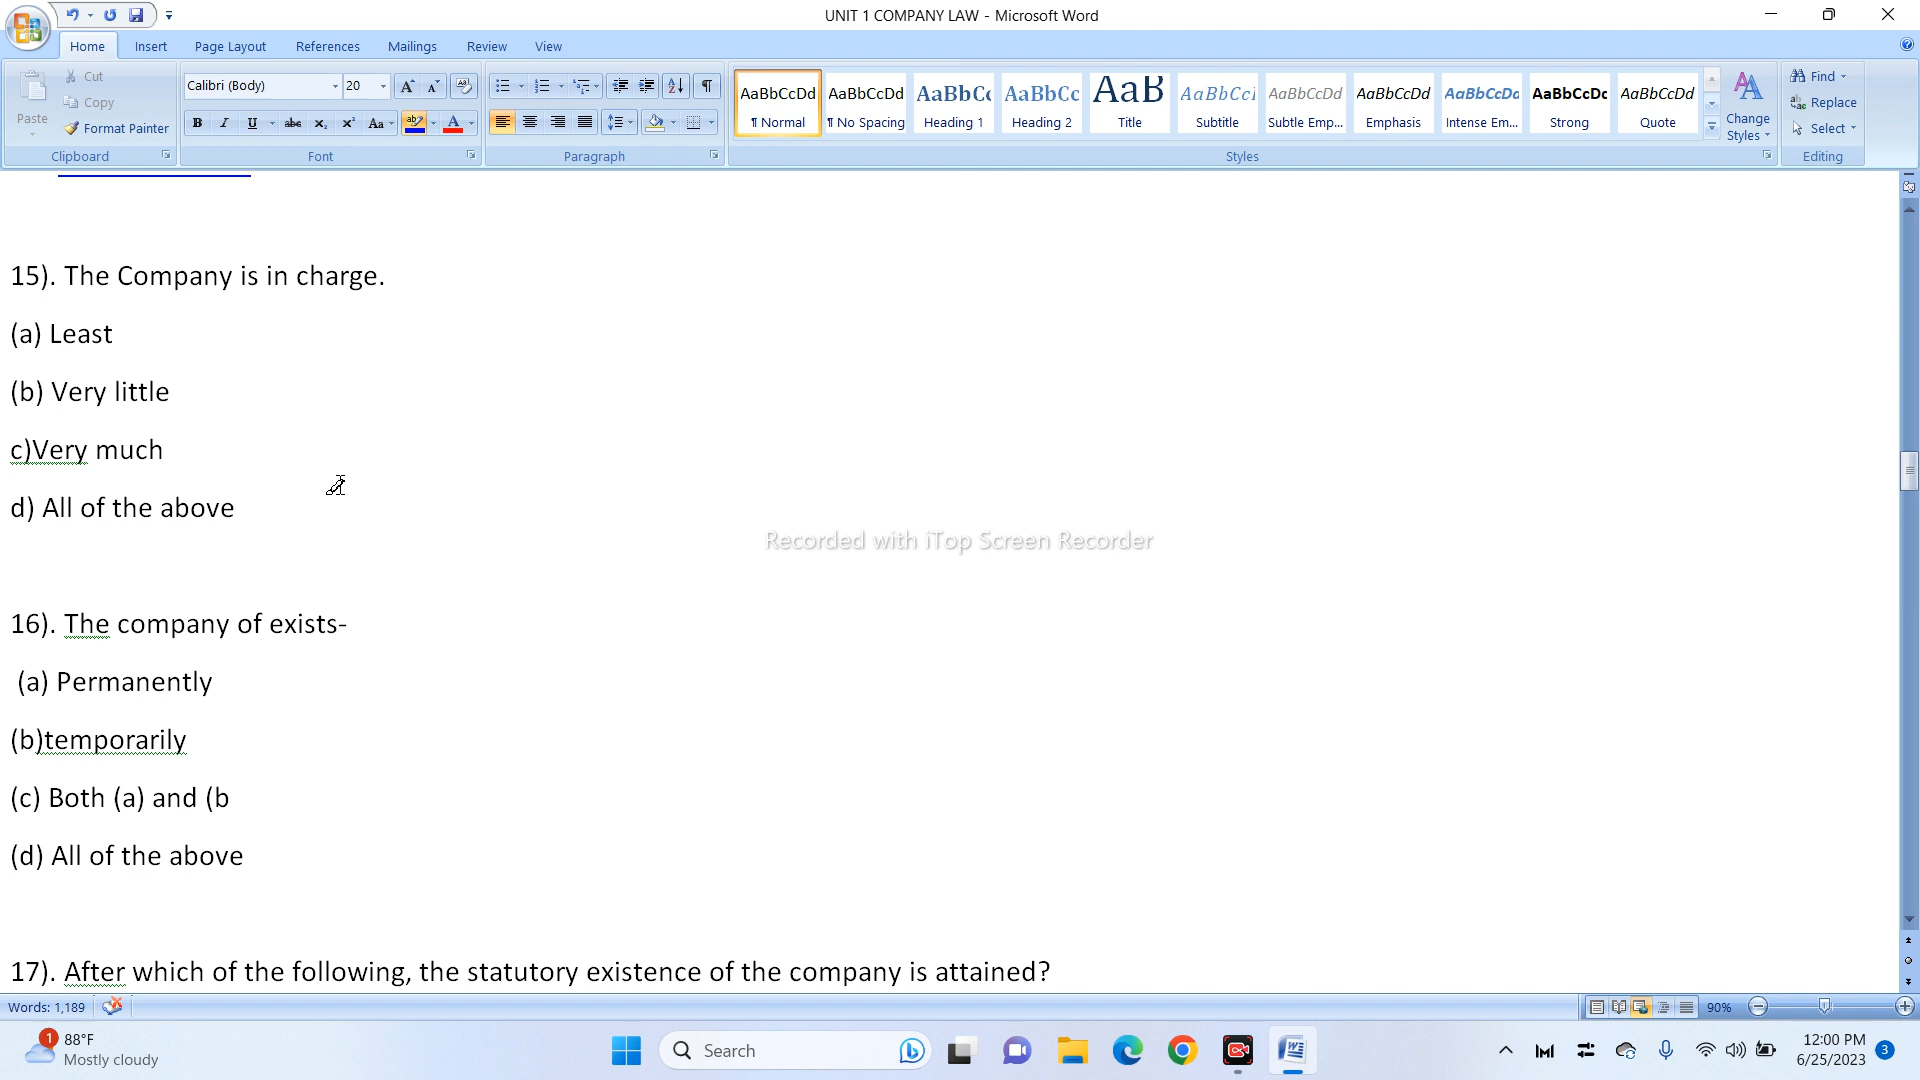 UNIT 1 COMPANY LAW - Microsoft Word
Home Insert Page Layout References Mailings Review View
Cut
Copy
Paste
Format Painter
Clipboard
Calibri (Body) 20
Font
Paragraph
AaBbCcDd AaBbCcDd AaBbCc AaBbCc AaB AaBbCcI AaBbCcDd AaBbCcDd AaBbCcDc AaBbCcDc AaBbCcDd
¶ Normal ¶ No Spacing Heading 1 Heading 2 Title Subtitle Subtle Emp... Emphasis Intense Em... Strong Quote
Change Styles
Styles
Find
Replace
Select
Editing
15). The Company is in charge.
(a) Least
(b) Very little
c)Very much
d) All of the above
Recorded with iTop Screen Recorder
16). The company of exists-
(a) Permanently
(b)temporarily
(c) Both (a) and (b
(d) All of the above
17). After which of the following, the statutory existence of the company is attained?
Words: 1,189
90%
1
88°F
Mostly cloudy
Search
12:00 PM
6/25/2023
3